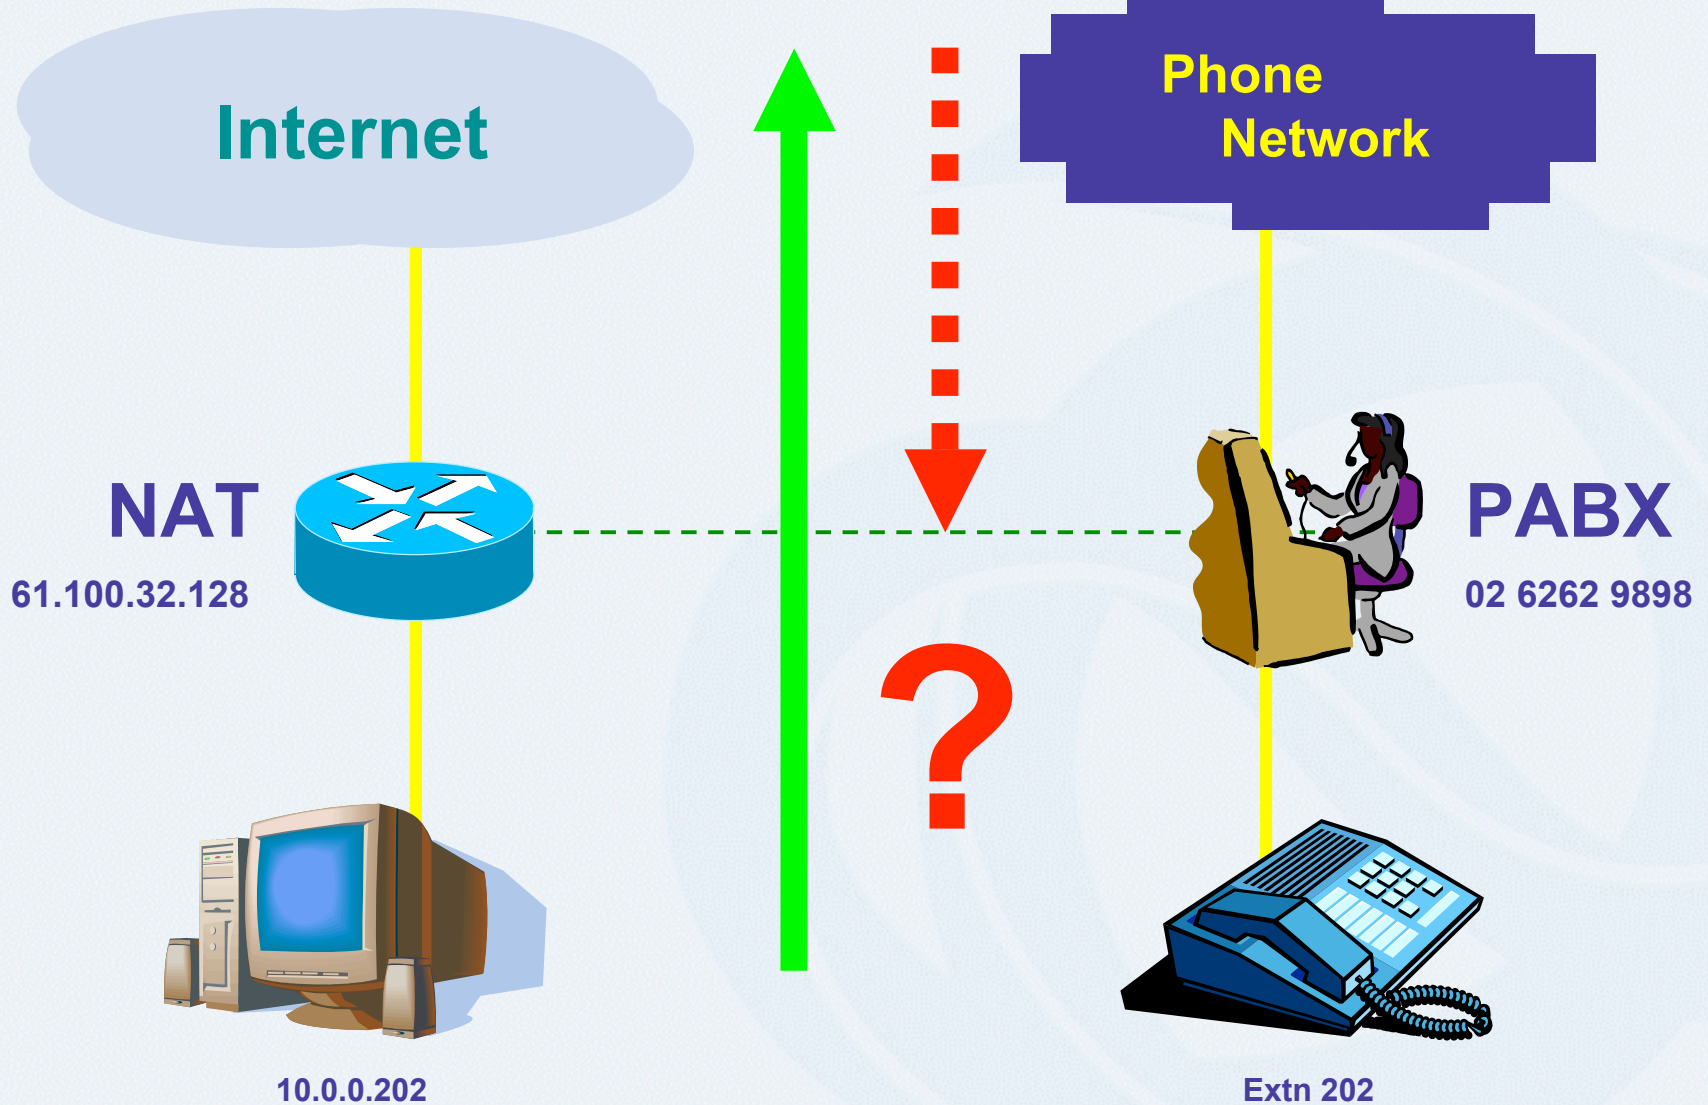 Internet
Phone
Network
NAT
PABX
61.100.32.128
02 6262 9898
?
10.0.0.202
Extn 202